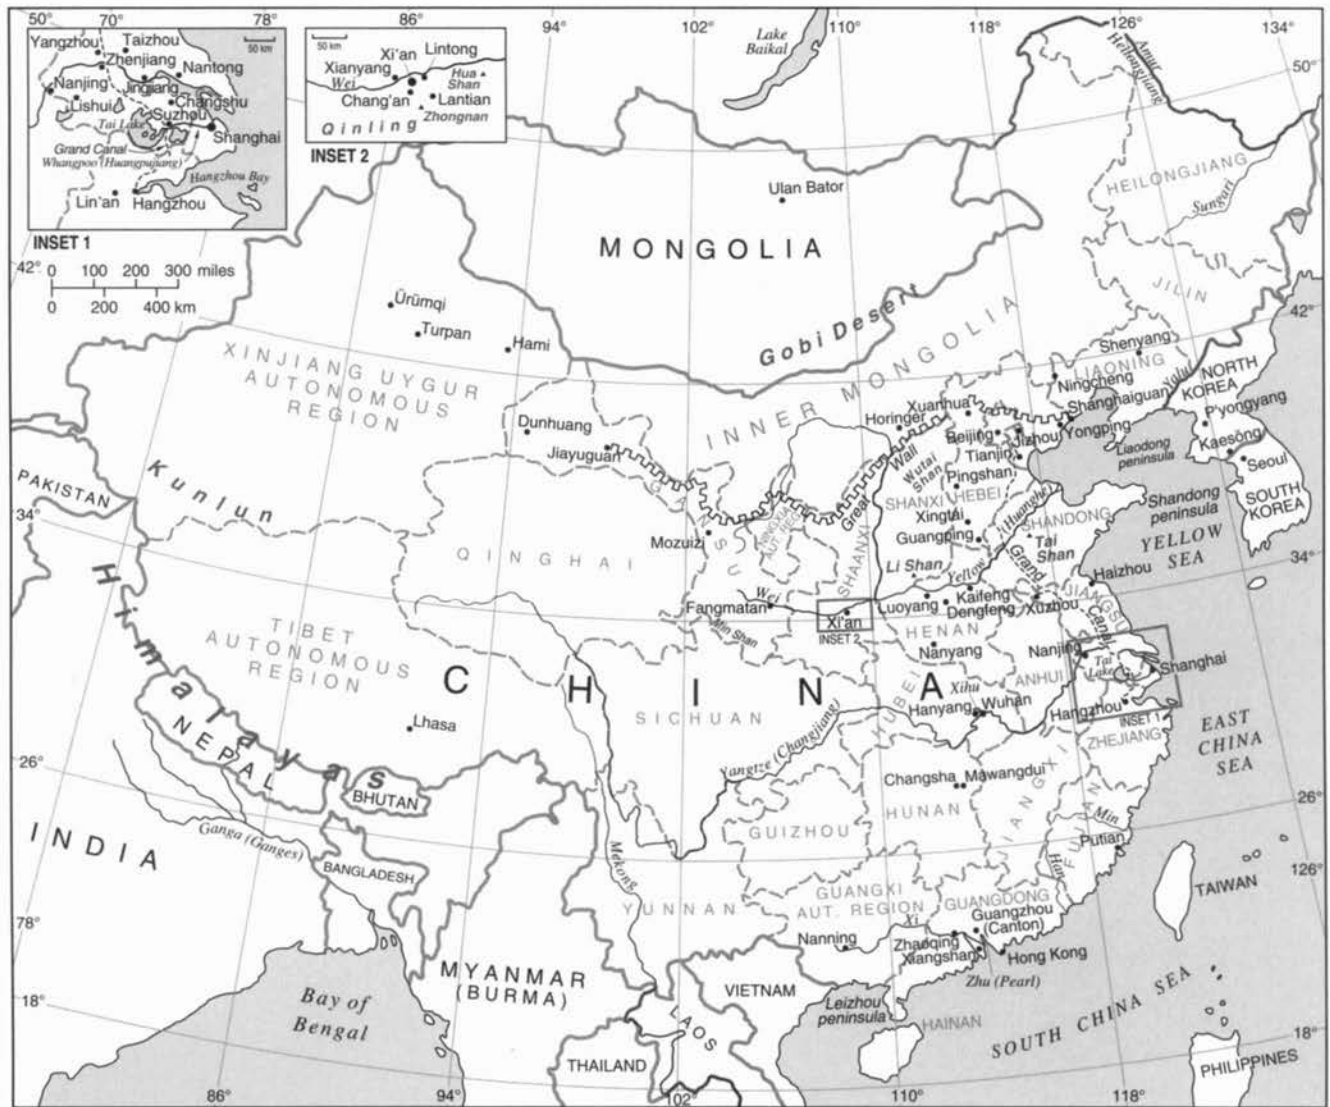 50° 70° 78° 86° 94° 102° 110° 118° 126° 134°
Yangzhou Taizhou
Zhenjiang
Nanjing Nantong
Jingjiang
Lishui Changshu
Suzhou
Tai Lake
Shanghai
Grand Canal
Whangpoo (Huangpujiang)
Hangzhou Bay
Lin'an Hangzhou
50 km
INSET 1
50 km
Xi'an Lintong
Xianyang
Wei
Hua
Shan
Chang'an Lantian
Zhongnan
Qinling
INSET 2
0 100 200 300 miles
0 200 400 km
Lake
Baikal
Amur
Heilongjiang
50°
HEILONGJIANG
Sungari
Ulan Bator
MONGOLIA
42°
JILIN
42°
Ürümqi
Turpan
Hami
Gobi Desert
INNER MONGOLIA
XINJIANG UYGUR
AUTONOMOUS
REGION
Shenyang
LIAONING
Yalu
NORTH
KOREA
Ningcheng
Shanghaiguan
P'yongyang
Dunhuang
Jiayuguan
Horinger
Xuanhua
Beijing
Jizhou
Yongping
Tianjin
Liaodong
peninsula
Kaesŏng
Seoul
PAKISTAN
Kunlun
GANSU
Great
Wall
Wutai
Shan
Pingshan
SHANXI HEBEI
(Huanghe)
Shandong
peninsula
SOUTH
KOREA
34°
Mozuizi
NINGXIA
AUT. REG.
SHAANXI
Xingtai
SHANDONG
Guangping
Tai
Shan
YELLOW
SEA
34°
QINGHAI
Li Shan
Yellow
Grand
Canal
Haizhou
Fangmatan
Wei
Xi'an
INSET 2
Luoyang
Kaifeng
Dengfeng
Xuzhou
JIANGSU
Min Shan
HENAN
Nanyang
Nanjing
Himalayas
TIBET
AUTONOMOUS
REGION
CHINA
Tai
Lake
Shanghai
ANHUI
SICHUAN
HUBEI
Xihu
Hanyang Wuhan
Hangzhou
INSET 1
ZHEJIANG
EAST
CHINA
SEA
Lhasa
NEPAL
26°
BHUTAN
Yangtze (Changjiang)
Changsha Mawangdui
HUNAN
JIANGXI
26°
INDIA
Ganga (Ganges)
GUIZHOU
FUJIAN
Min
Putian
Han
126°
BANGLADESH
Mekong
YUNNAN
GUANGXI
AUT. REGION
GUANGDONG
TAIWAN
78°
Xi
Guangzhou
(Canton)
Nanning
Zhaoqing
Xiangshan
Hong Kong
Zhu (Pearl)
18°
Bay of
Bengal
MYANMAR
(BURMA)
VIETNAM
LAOS
Leizhou
peninsula
HAINAN
SOUTH CHINA SEA
18°
THAILAND
PHILIPPINES
86° 94° 102° 110° 118°